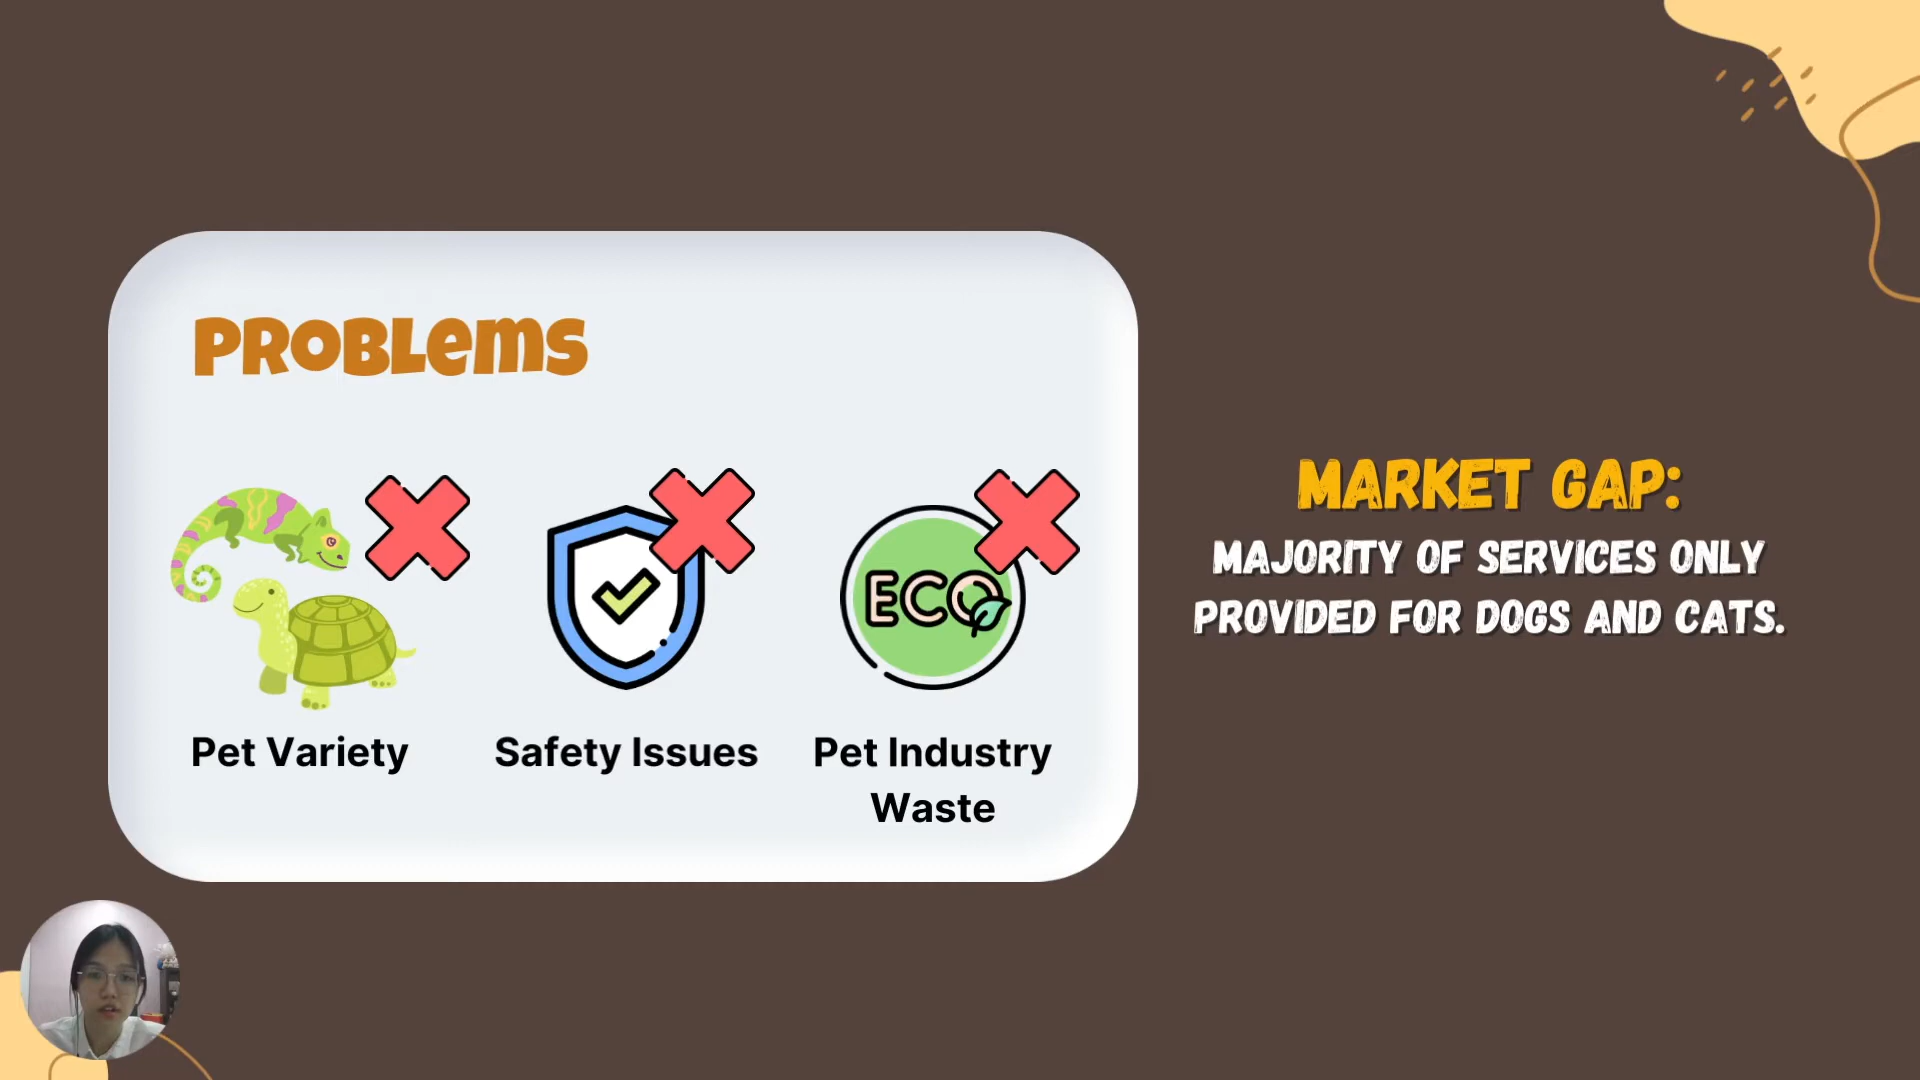 PROBLems
ECO
Pet Variety
Safety Issues
Pet Industry
Waste
MARKET GAP:
MAJORITY OF SERVICES ONLY
PROVIDED FOR DOGS AND CATS.